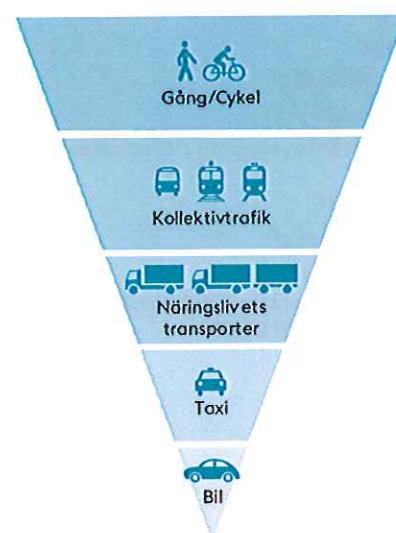 Gång/Cykel
Kollektivtrafik
Näringslivets
transporter
Taxi
Bil